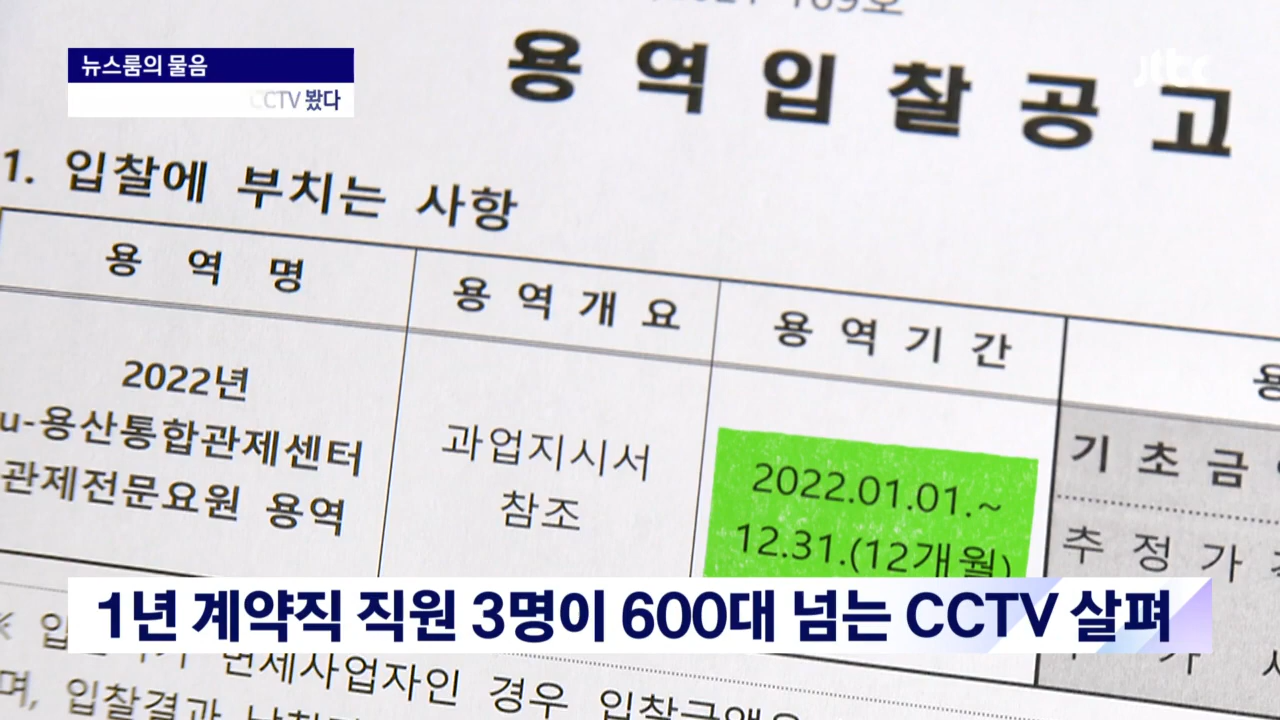 용역입찰공고
jtbc
뉴스룸의 물음
CCTV 봤다
1. 입찰에 부치는 사항
용 역 명
용 역 개 요
용 역 기 간
2022년
u-용산통합관제센터
관제전문요원 용역
과업지시서
참조
2022.01.01.~
12.31.(12개월)
기 초 금
추 정 가
1년 계약직 직원 3명이 600대 넘는 CCTV 살펴
면세사업자인 경우 입찰금액은
며, 입찰결과